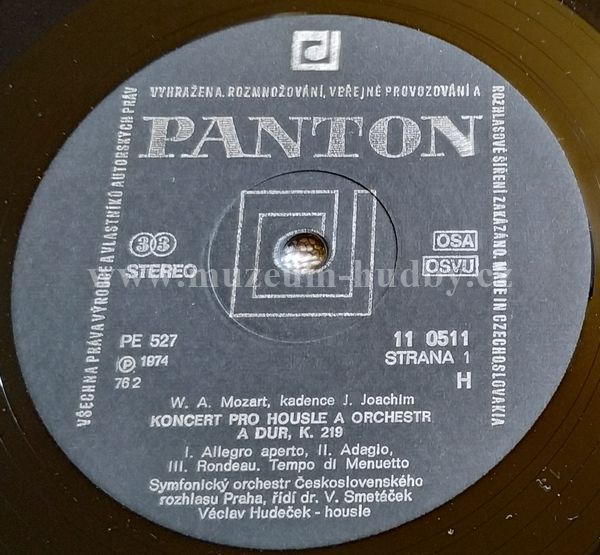 VŠECHNA PRÁVA VÝROBCE A VLASTNÍKŮ AUTORSKÝCH PRÁV
VYHRAŽENA. ROZMNOŽOVÁNÍ, VEŘEJNÉ PROVOZOVÁNÍ A
ROZHLASOVÉ ŠÍŘENÍ ZAKÁZÁNO. MADE IN CZECHOSLOVAKIA
PANTON
33
STEREO
OSA
OSVU
www.muzeum-hudby.cz
PE 527
℗ 1974
76 2
11 0511
STRANA 1
H
W. A. Mozart, kadence J. Joachim
KONCERT PRO HOUSLE A ORCHESTR
A DUR, K. 219
I. Allegro aperto, II. Adagio,
III. Rondeau. Tempo di Menuetto
Symfonický orchestr Československého
rozhlasu Praha, řídí dr. V. Smetáček
Václav Hudeček - housle